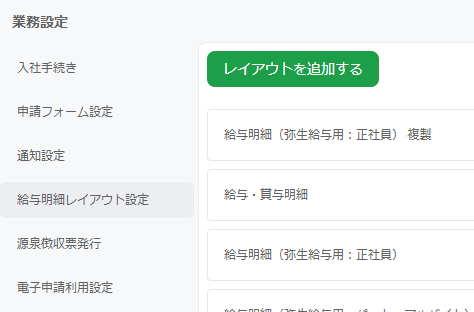 業務設定
入社手続き
申請フォーム設定
通知設定
給与明細レイアウト設定
源泉徴収票発行
電子申請利用設定
レイアウトを追加する
給与明細（弥生給与用：正社員） 複製
給与・賞与明細
給与明細（弥生給与用：正社員）